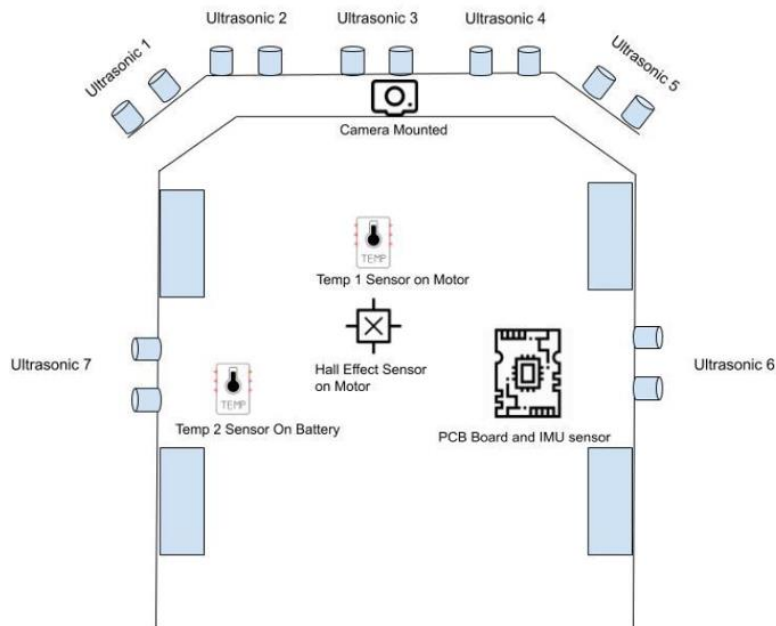 Ultrasonic 1
Ultrasonic 2
Ultrasonic 3
Ultrasonic 4
Ultrasonic 5
Camera Mounted
TEMP
Temp 1 Sensor on Motor
Ultrasonic 7
Hall Effect Sensor
on Motor
Ultrasonic 6
TEMP
Temp 2 Sensor On Battery
PCB Board and IMU sensor